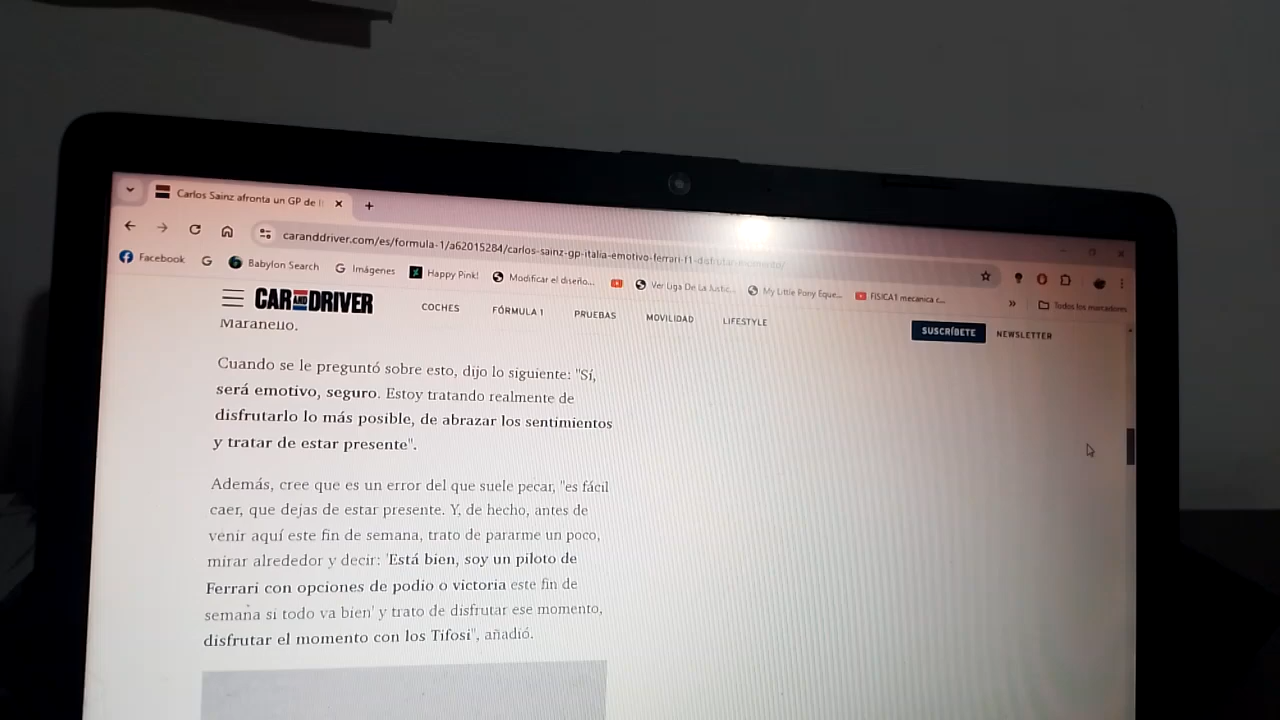 Carlos Sainz afronta un GP de I
caranddriver.com/es/formula-1/a62015284/carlos-sainz-gp-italia-emotivo-ferrari-f1-disfrutar-momento/
Facebook
Babylon Search
Imágenes
Happy Pink!
Modificar el diseño...
Ver Liga De La Justic...
My Little Pony Eque...
FISICA1 mecanica c...
Todos los marcadores
CAR AND DRIVER
COCHES
FÓRMULA 1
PRUEBAS
MOVILIDAD
LIFESTYLE
SUSCRÍBETE
NEWSLETTER
Maranello.
Cuando se le preguntó sobre esto, dijo lo siguiente: "Sí,
será emotivo, seguro. Estoy tratando realmente de
disfrutarlo lo más posible, de abrazar los sentimientos
y tratar de estar presente".
Además, cree que es un error del que suele pecar, "es fácil
caer, que dejas de estar presente. Y, de hecho, antes de
venir aquí este fin de semana, trato de pararme un poco,
mirar alrededor y decir: 'Está bien, soy un piloto de
Ferrari con opciones de podio o victoria este fin de
semana si todo va bien' y trato de disfrutar ese momento,
disfrutar el momento con los Tifosi", añadió.